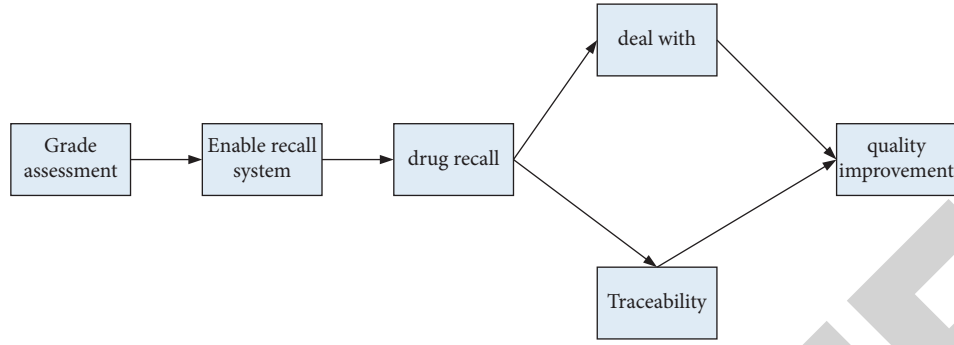 Grade
assessment
Enable recall
system
drug recall
deal with
Traceability
quality
improvement